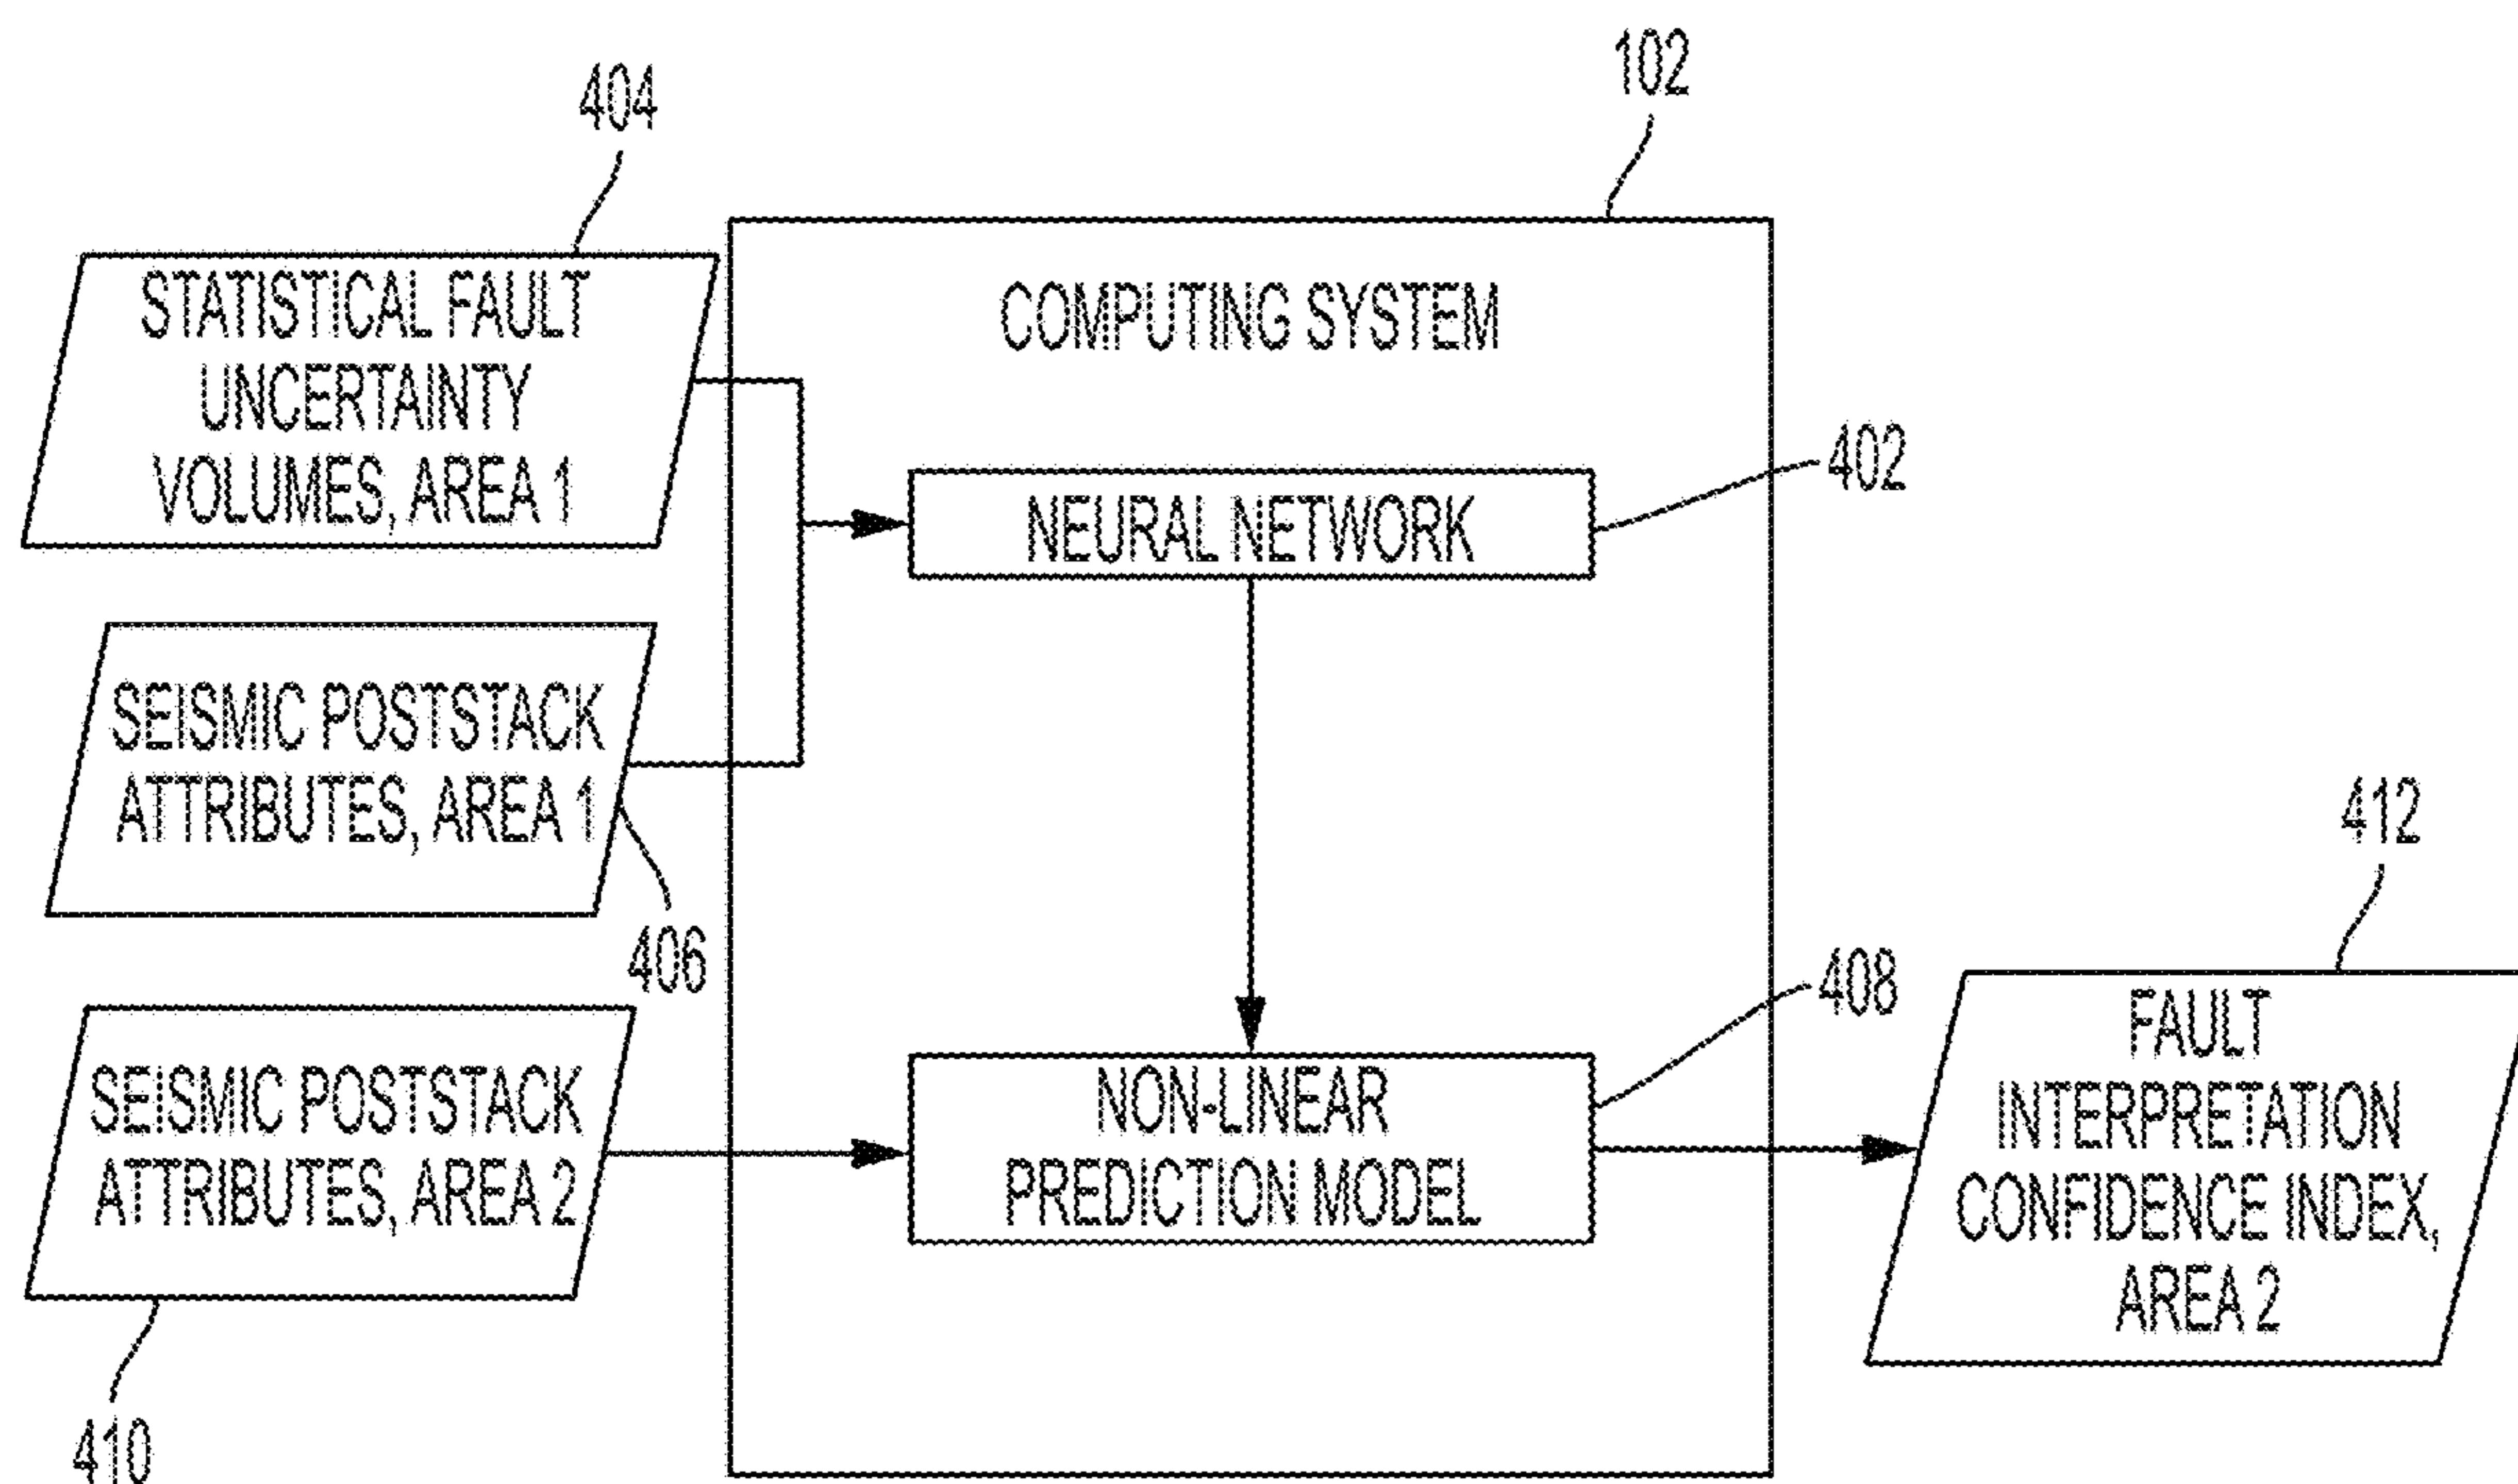 102
404
STATISTICAL FAULT
UNCERTAINTY
VOLUMES, AREA 1
COMPUTING SYSTEM
402
NEURAL NETWORK
SEISMIC POSTSTACK
ATTRIBUTES, AREA 1
406
412
408
SEISMIC POSTSTACK
ATTRIBUTES, AREA 2
NON-LINEAR
PREDICTION MODEL
FAULT
INTERPRETATION
CONFIDENCE INDEX,
AREA 2
410